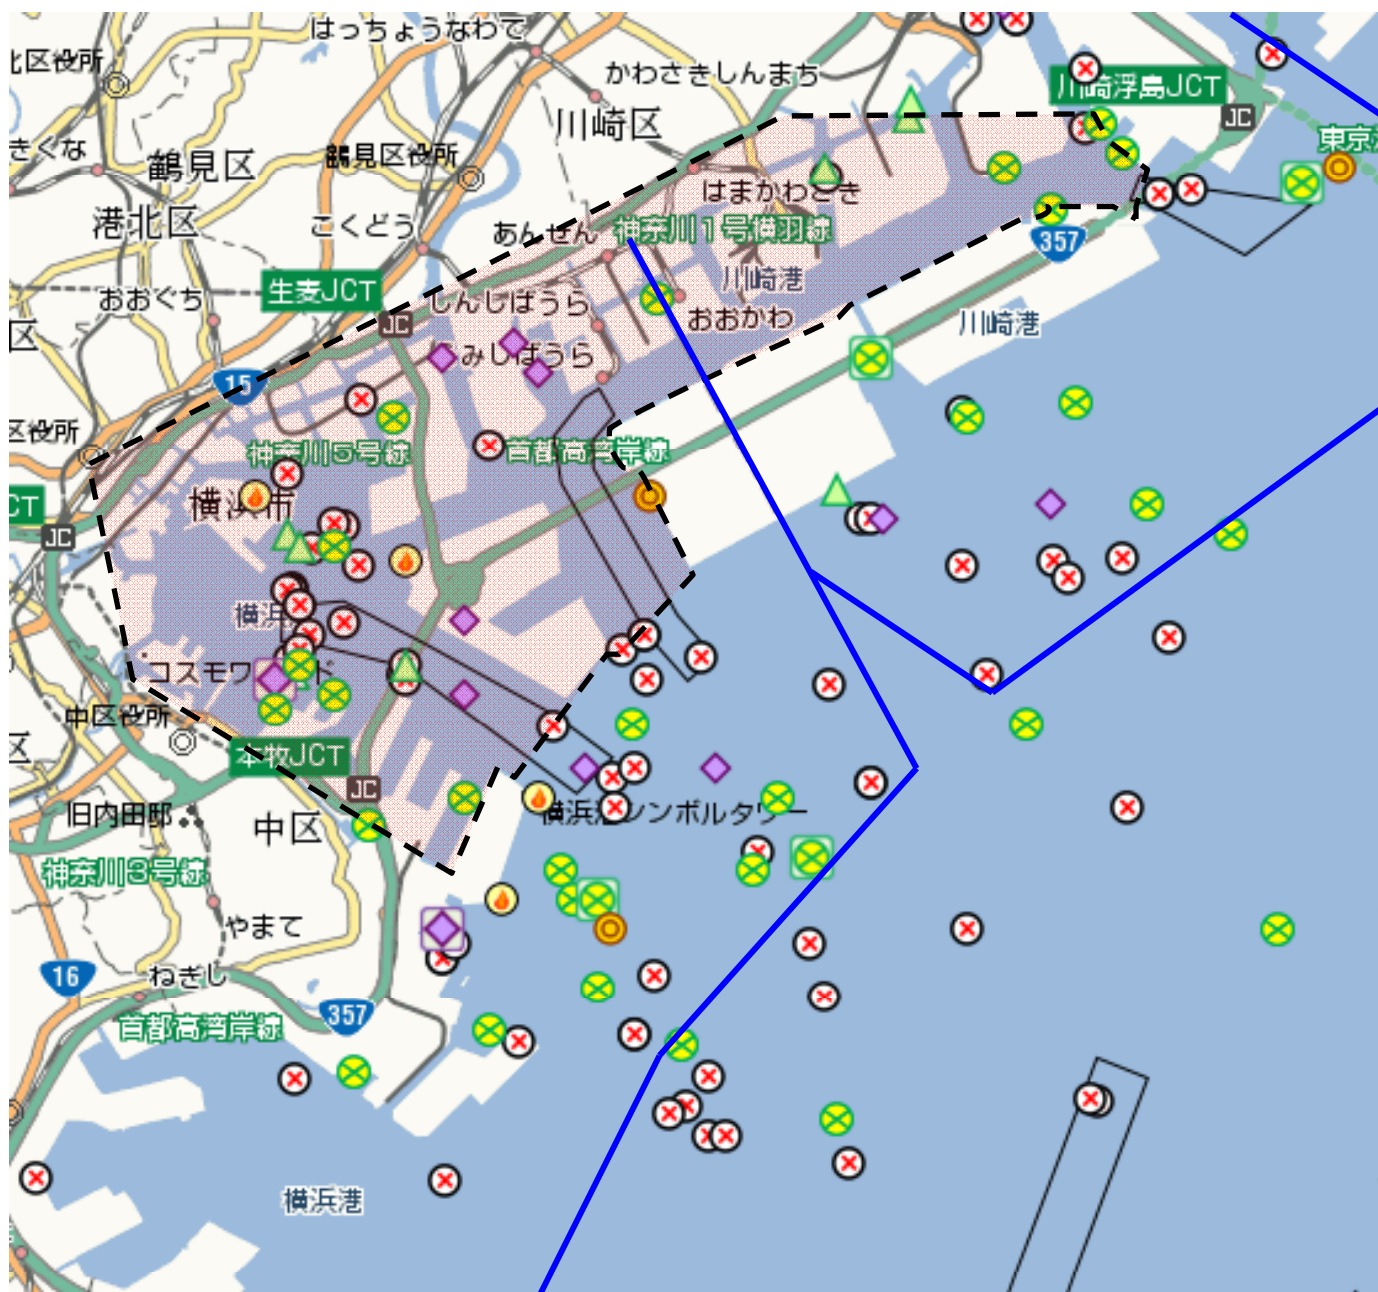 はっちょうなわて
北区役所
かわさきしんまち
川崎浮島JCT
JC
川崎区
東京
きくな
鶴見区
鶴見区役所
はまかわさき
港北区
こくどう
あんぜん
神奈川1号横羽線
357
生麦JCT
おおぐち
しんしばうら
川崎港
おおかわ
川崎港
JC
区
うみしばうら
15
区役所
神奈川5号線
首都高湾岸線
横浜市
CT
JC
横浜
コスモワールド
中区役所
区
本牧JCT
JC
旧内田邸
中区
横浜港シンボルタワー
神奈川3号線
やまて
16
ねぎし
357
首都高湾岸線
横浜港